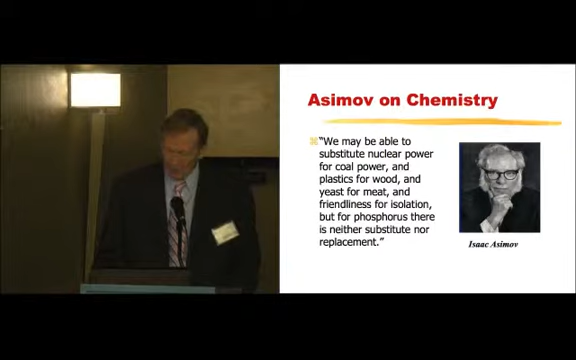 Asimov on Chemistry
“We may be able to
substitute nuclear power
for coal power, and
plastics for wood, and
yeast for meat, and
friendliness for isolation,
but for phosphorus there
is neither substitute nor
replacement.”
Isaac Asimov